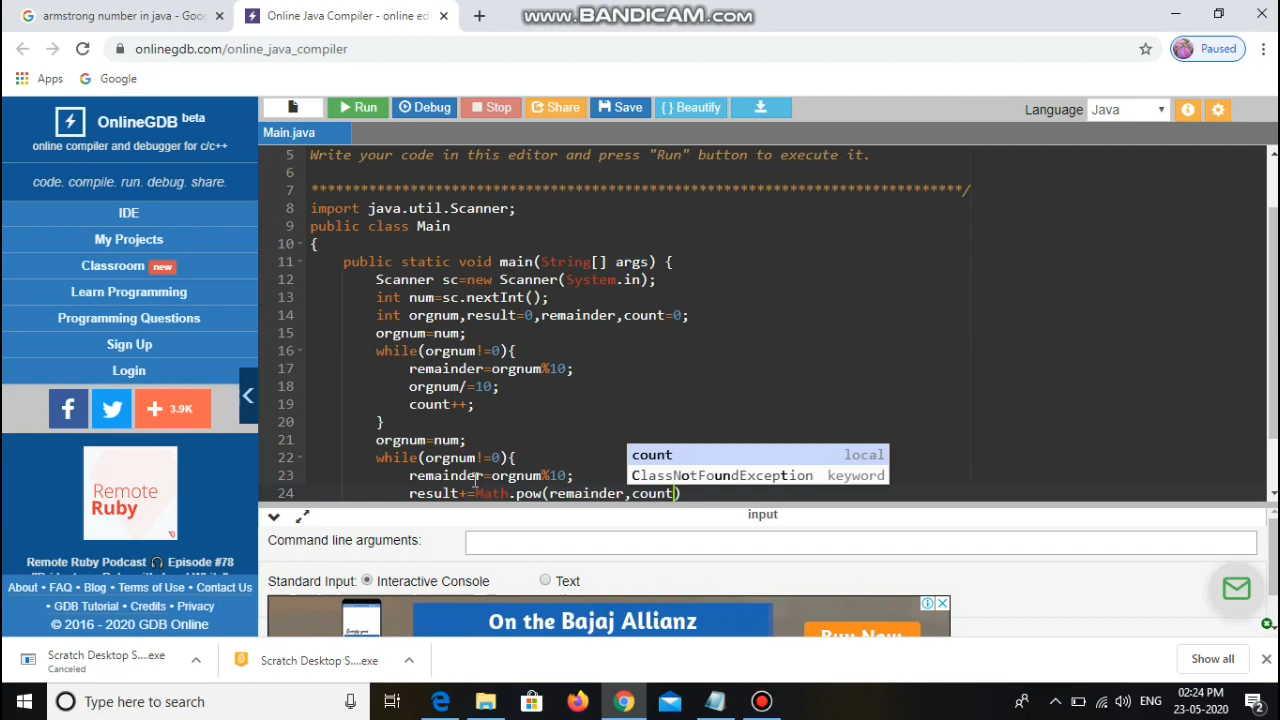 armstrong number in java - Goo
Online Java Compiler - online edi
www.BANDICAM.com
onlinegdb.com/online_java_compiler
Paused
Apps
Google
OnlineGDB beta
online compiler and debugger for c/c++
code. compile. run. debug. share.
IDE
My Projects
Classroom new
Learn Programming
Programming Questions
Sign Up
Login
+ 3.9K
Remote
Ruby
Remote Ruby Podcast 🎧 Episode #78
About • FAQ • Blog • Terms of Use • Contact Us
• GDB Tutorial • Credits • Privacy
© 2016 - 2020 GDB Online
Run
Debug
Stop
Share
Save
{ } Beautify
Language Java
Main.java
5 Write your code in this editor and press "Run" button to execute it.
6
7 *******************************************************************************/
8 import java.util.Scanner;
9 public class Main
10 {
11 public static void main(String[] args) {
12 Scanner sc=new Scanner(System.in);
13 int num=sc.nextInt();
14 int orgnum,result=0,remainder,count=0;
15 orgnum=num;
16 while(orgnum!=0){
17 remainder=orgnum%10;
18 orgnum/=10;
19 count++;
20 }
21 orgnum=num;
22 while(orgnum!=0){
23 remainder=orgnum%10;
24 result+=Math.pow(remainder,count)
count local
ClassNotFoundException keyword
input
Command line arguments:
Standard Input: Interactive Console Text
On the Bajaj Allianz
Buy Now
Scratch Desktop S....exe
Canceled
Scratch Desktop S....exe
Show all
Type here to search
ENG
02:24 PM
23-05-2020
2